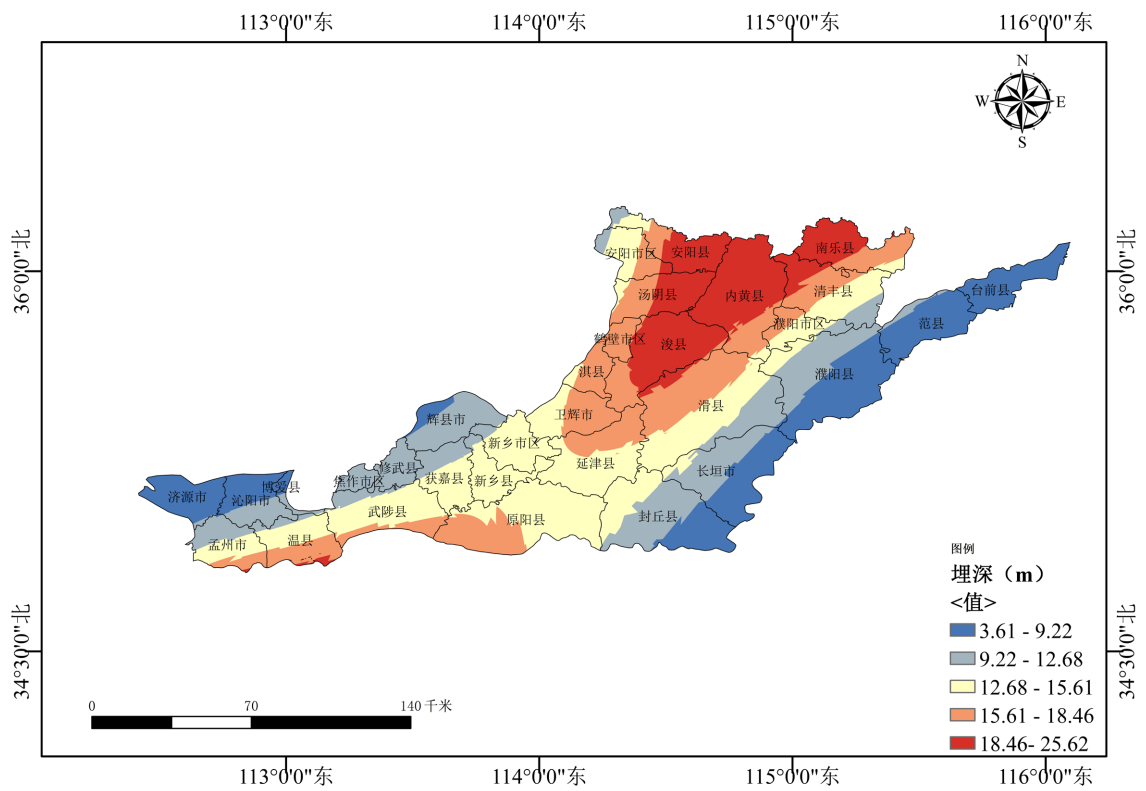 113°0'0"东 114°0'0"东 115°0'0"东 116°0'0"东
N
W E
S
36°0'0"北 36°0'0"北
安阳市区 安阳县 南乐县
汤阴县 内黄县 清丰县 台前县
鹤壁市区 浚县 濮阳市区 范县
淇县 濮阳县
辉县市 卫辉市 滑县
新乡市区
修武县 延津县
济源市 沁阳市 博爱县 焦作市区 获嘉县 新乡县 长垣市
武陟县 原阳县 封丘县
孟州市 温县
图例
埋深（m）
<值>
3.61 - 9.22
9.22 - 12.68
12.68 - 15.61
15.61 - 18.46
18.46- 25.62
34°30'0"北 34°30'0"北
0 70 140 千米
113°0'0"东 114°0'0"东 115°0'0"东 116°0'0"东